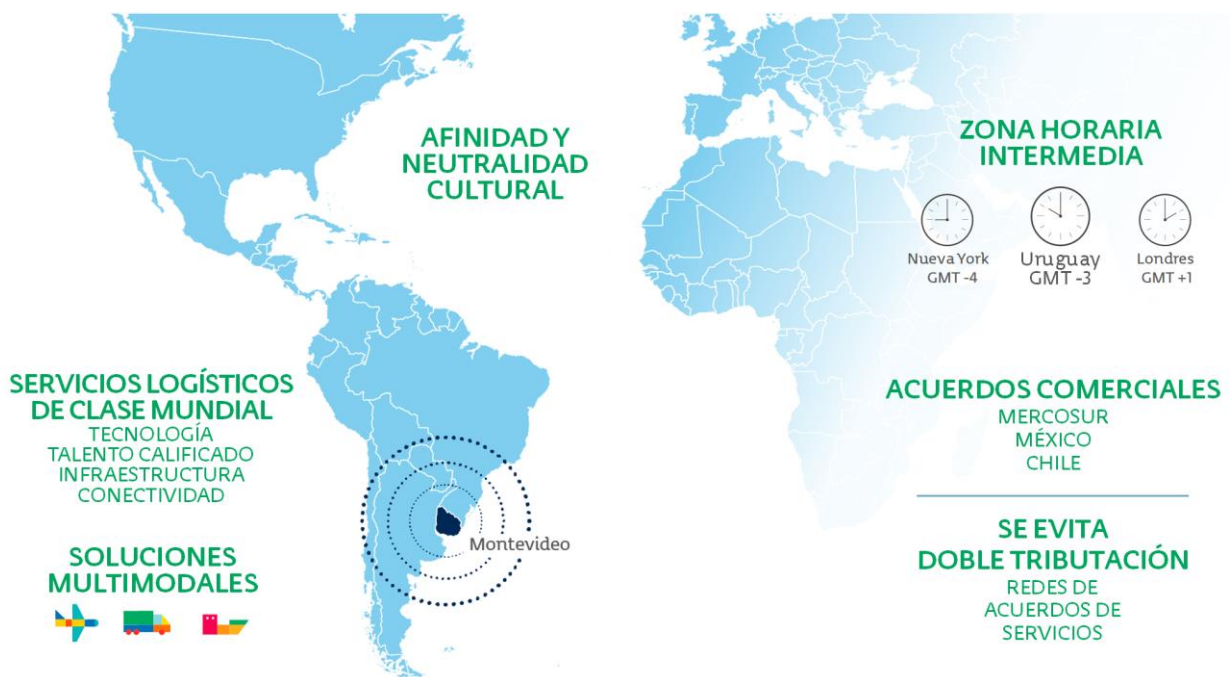 AFINIDAD Y
NEUTRALIDAD
CULTURAL
ZONA HORARIA
INTERMEDIA
Nueva York
GMT -4
Uruguay
GMT -3
Londres
GMT +1
SERVICIOS LOGÍSTICOS
DE CLASE MUNDIAL
TECNOLOGÍA
TALENTO CALIFICADO
INFRAESTRUCTURA
CONECTIVIDAD
SOLUCIONES
MULTIMODALES
Montevideo
ACUERDOS COMERCIALES
MERCOSUR
MÉXICO
CHILE
SE EVITA
DOBLE TRIBUTACIÓN
REDES DE
ACUERDOS DE
SERVICIOS